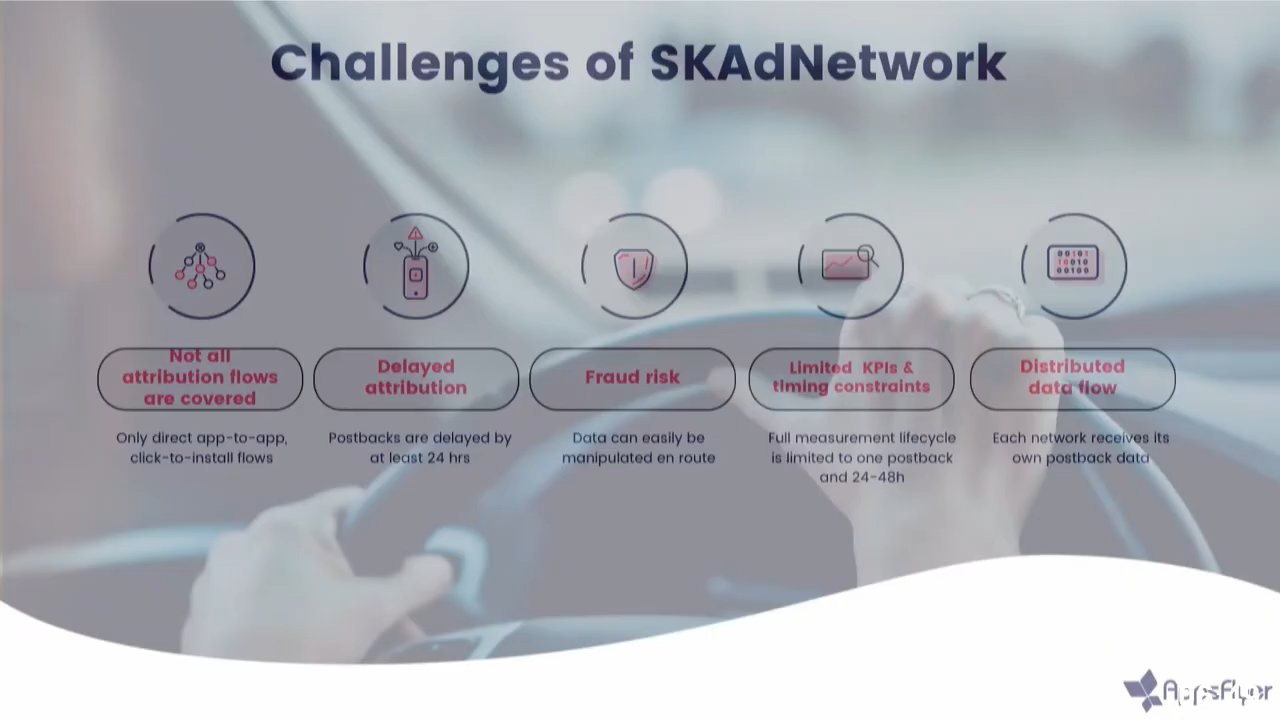 Challenges of SKAdNetwork
Not all
attribution flows
are covered
Only direct app-to-app,
click-to-install flows
Delayed
attribution
Postbacks are delayed by
at least 24 hrs
Fraud risk
Data can easily be
manipulated en route
Limited KPIs &
timing constraints
Full measurement lifecycle
is limited to one postback
and 24-48h
Distributed
data flow
Each network receives its
own postback data
00101
10010
00100
AppsFlyer